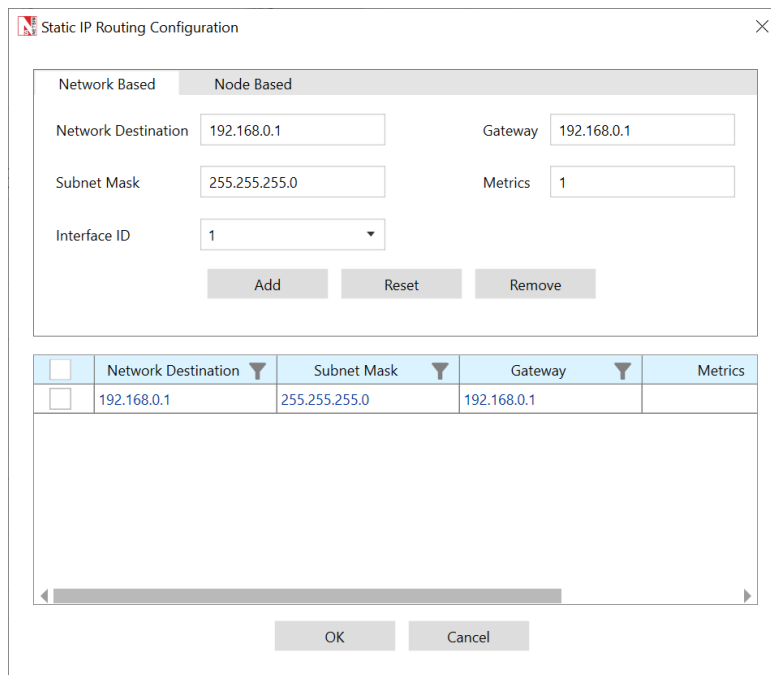 Static IP Routing Configuration
Network Based Node Based
Network Destination 192.168.0.1 Gateway 192.168.0.1
Subnet Mask 255.255.255.0 Metrics 1
Interface ID 1
Add Reset Remove
Network Destination Subnet Mask Gateway Metrics
192.168.0.1 255.255.255.0 192.168.0.1
OK Cancel